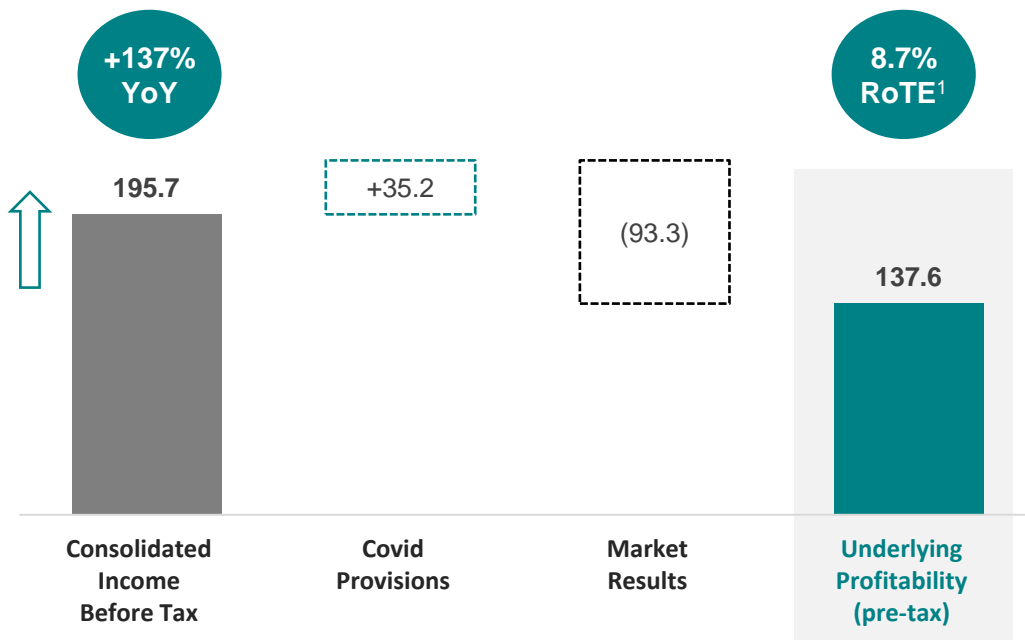 +137%
YoY
8.7%
RoTE¹
195.7
+35.2
(93.3)
137.6
Consolidated
Income
Before Tax
Covid
Provisions
Market
Results
Underlying
Profitability
(pre-tax)